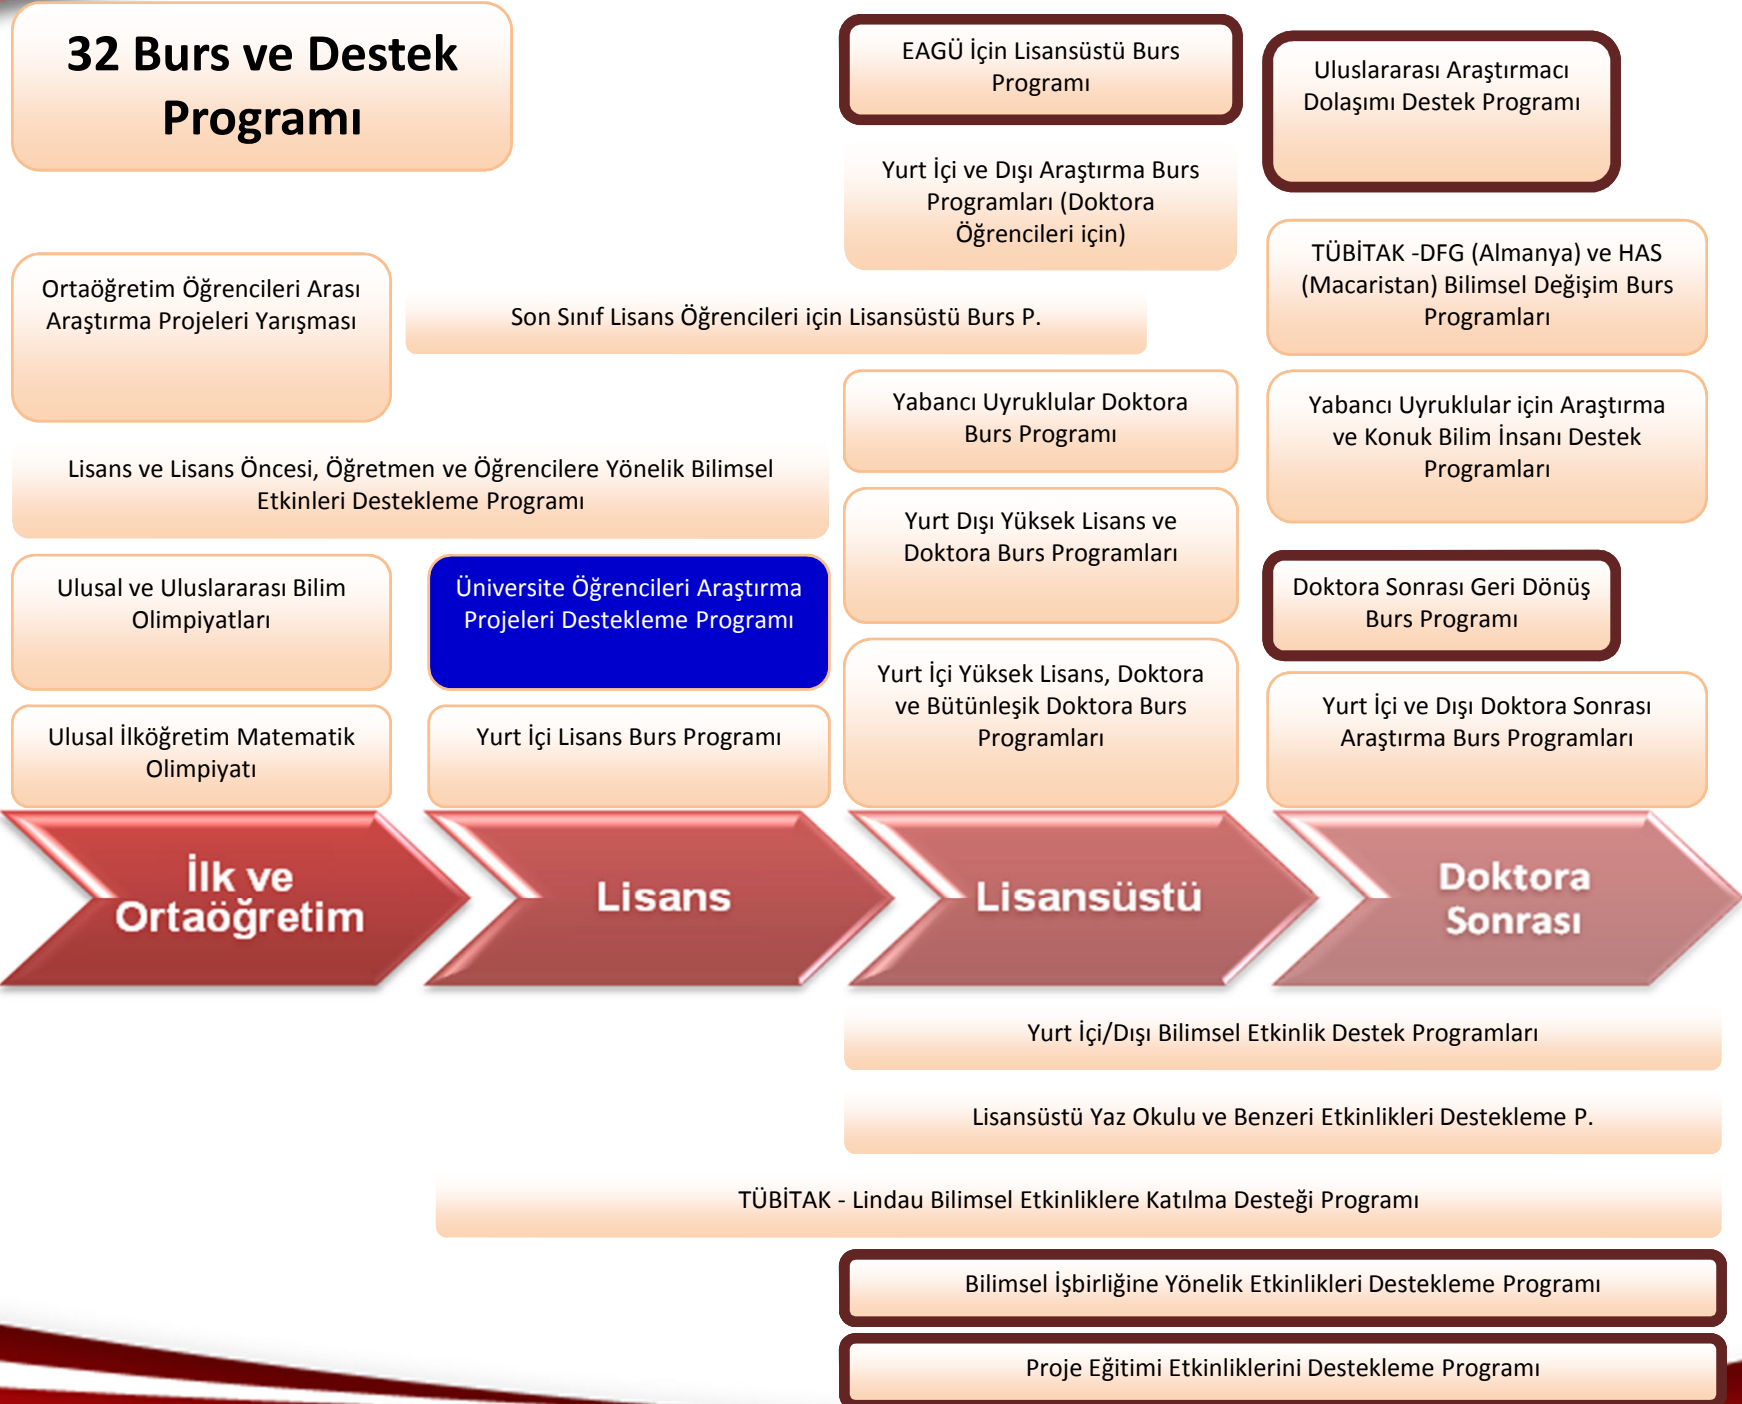 32 Burs ve Destek
Programı
EAGÜ İçin Lisansüstü Burs
Programı
Uluslararası Araştırmacı
Dolaşımı Destek Programı
Yurt İçi ve Dışı Araştırma Burs
Programları (Doktora
Öğrencileri için)
TÜBİTAK -DFG (Almanya) ve HAS
(Macaristan) Bilimsel Değişim Burs
Programları
Ortaöğretim Öğrencileri Arası
Araştırma Projeleri Yarışması
Son Sınıf Lisans Öğrencileri için Lisansüstü Burs P.
Yabancı Uyruklular Doktora
Burs Programı
Yabancı Uyruklular için Araştırma
ve Konuk Bilim İnsanı Destek
Programları
Lisans ve Lisans Öncesi, Öğretmen ve Öğrencilere Yönelik Bilimsel
Etkinleri Destekleme Programı
Yurt Dışı Yüksek Lisans ve
Doktora Burs Programları
Ulusal ve Uluslararası Bilim
Olimpiyatları
Üniversite Öğrencileri Araştırma
Projeleri Destekleme Programı
Doktora Sonrası Geri Dönüş
Burs Programı
Yurt İçi Yüksek Lisans, Doktora
ve Bütünleşik Doktora Burs
Programları
Yurt İçi ve Dışı Doktora Sonrası
Araştırma Burs Programları
Ulusal İlköğretim Matematik
Olimpiyatı
Yurt İçi Lisans Burs Programı
İlk ve
Ortaöğretim
Lisans
Lisansüstü
Doktora
Sonrası
Yurt İçi/Dışı Bilimsel Etkinlik Destek Programları
Lisansüstü Yaz Okulu ve Benzeri Etkinlikleri Destekleme P.
TÜBİTAK - Lindau Bilimsel Etkinliklere Katılma Desteği Programı
Bilimsel İşbirliğine Yönelik Etkinlikleri Destekleme Programı
Proje Eğitimi Etkinliklerini Destekleme Programı